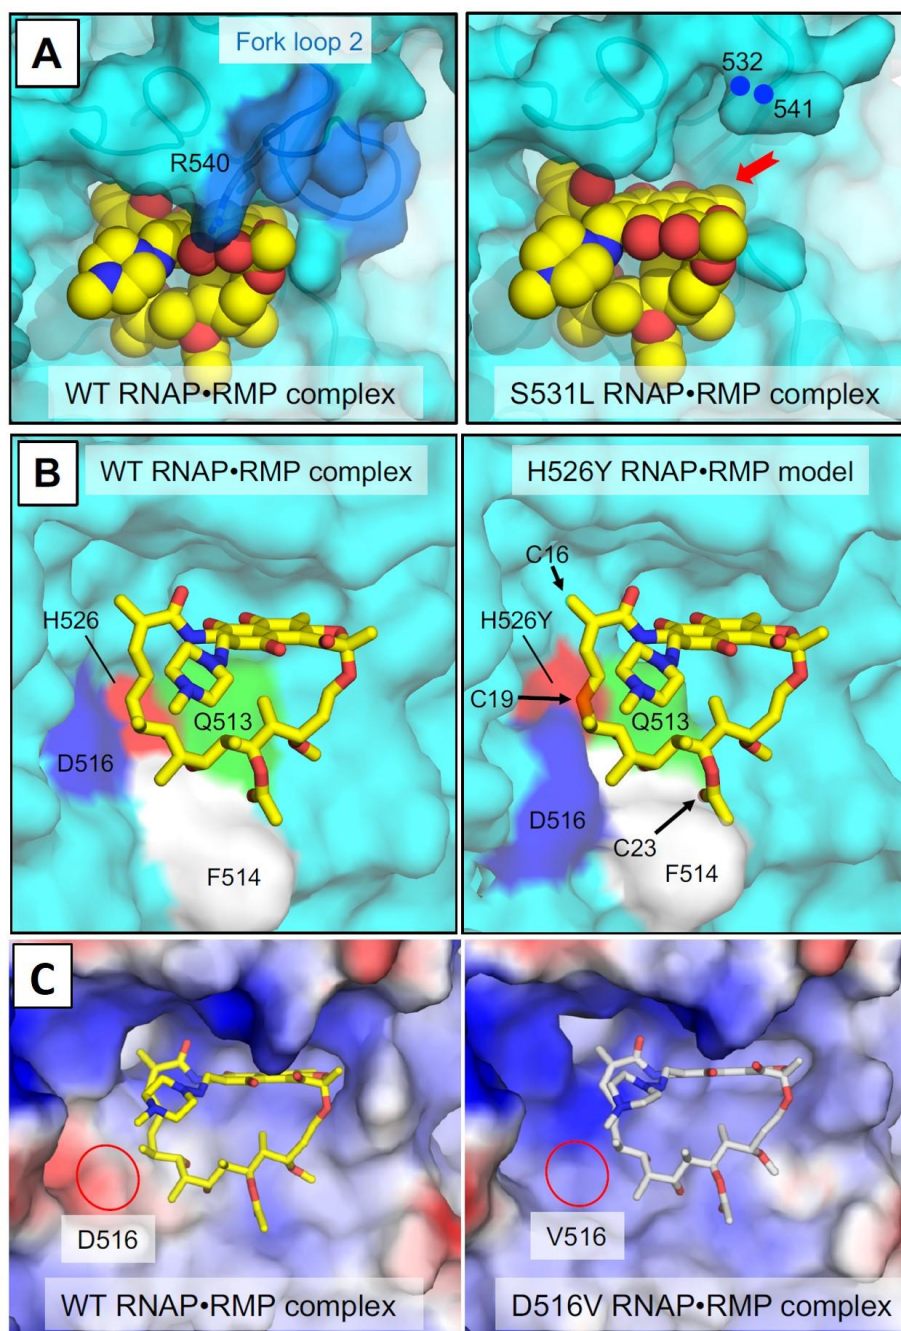 A
Fork loop 2
R540
WT RNAP•RMP complex
532
541
S531L RNAP•RMP complex
B
WT RNAP•RMP complex
H526
Q513
D516
F514
H526Y RNAP•RMP model
C16
H526Y
C19
Q513
D516
C23
F514
C
D516
WT RNAP•RMP complex
V516
D516V RNAP•RMP complex